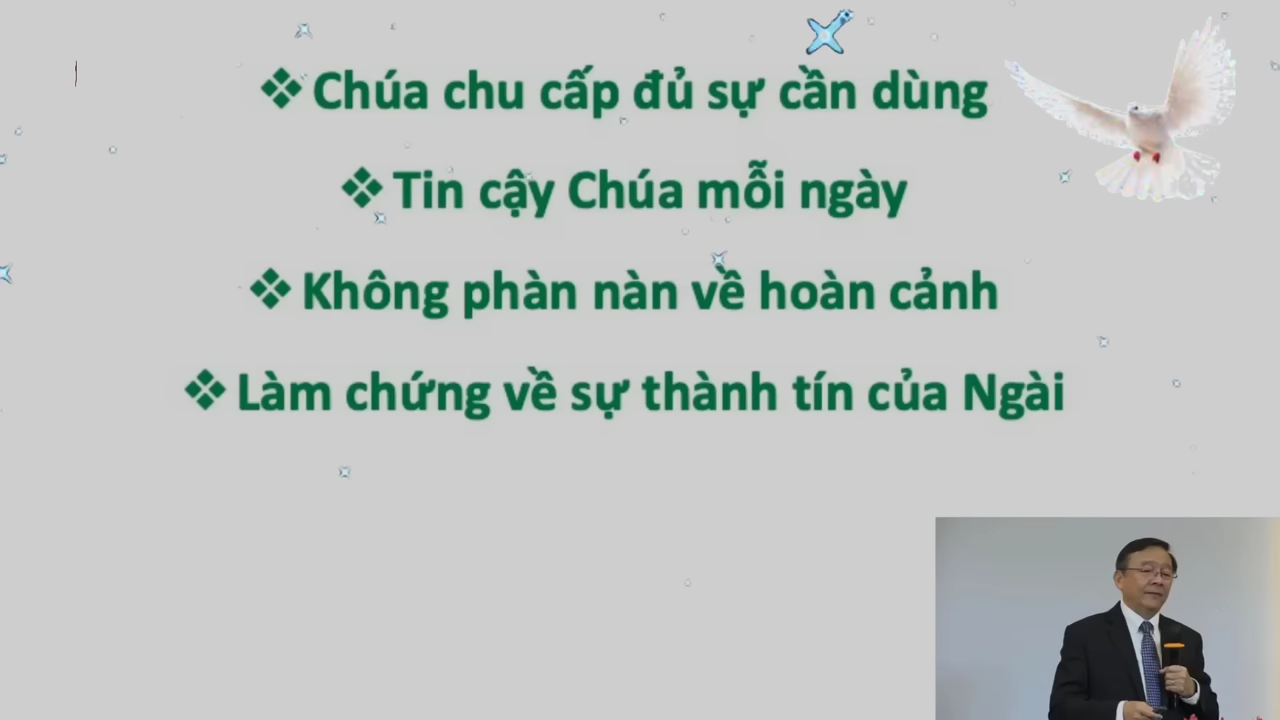 ❖ Chúa chu cấp đủ sự cần dùng
❖ Tin cậy Chúa mỗi ngày
❖ Không phàn nàn về hoàn cảnh
❖ Làm chứng về sự thành tín của Ngài